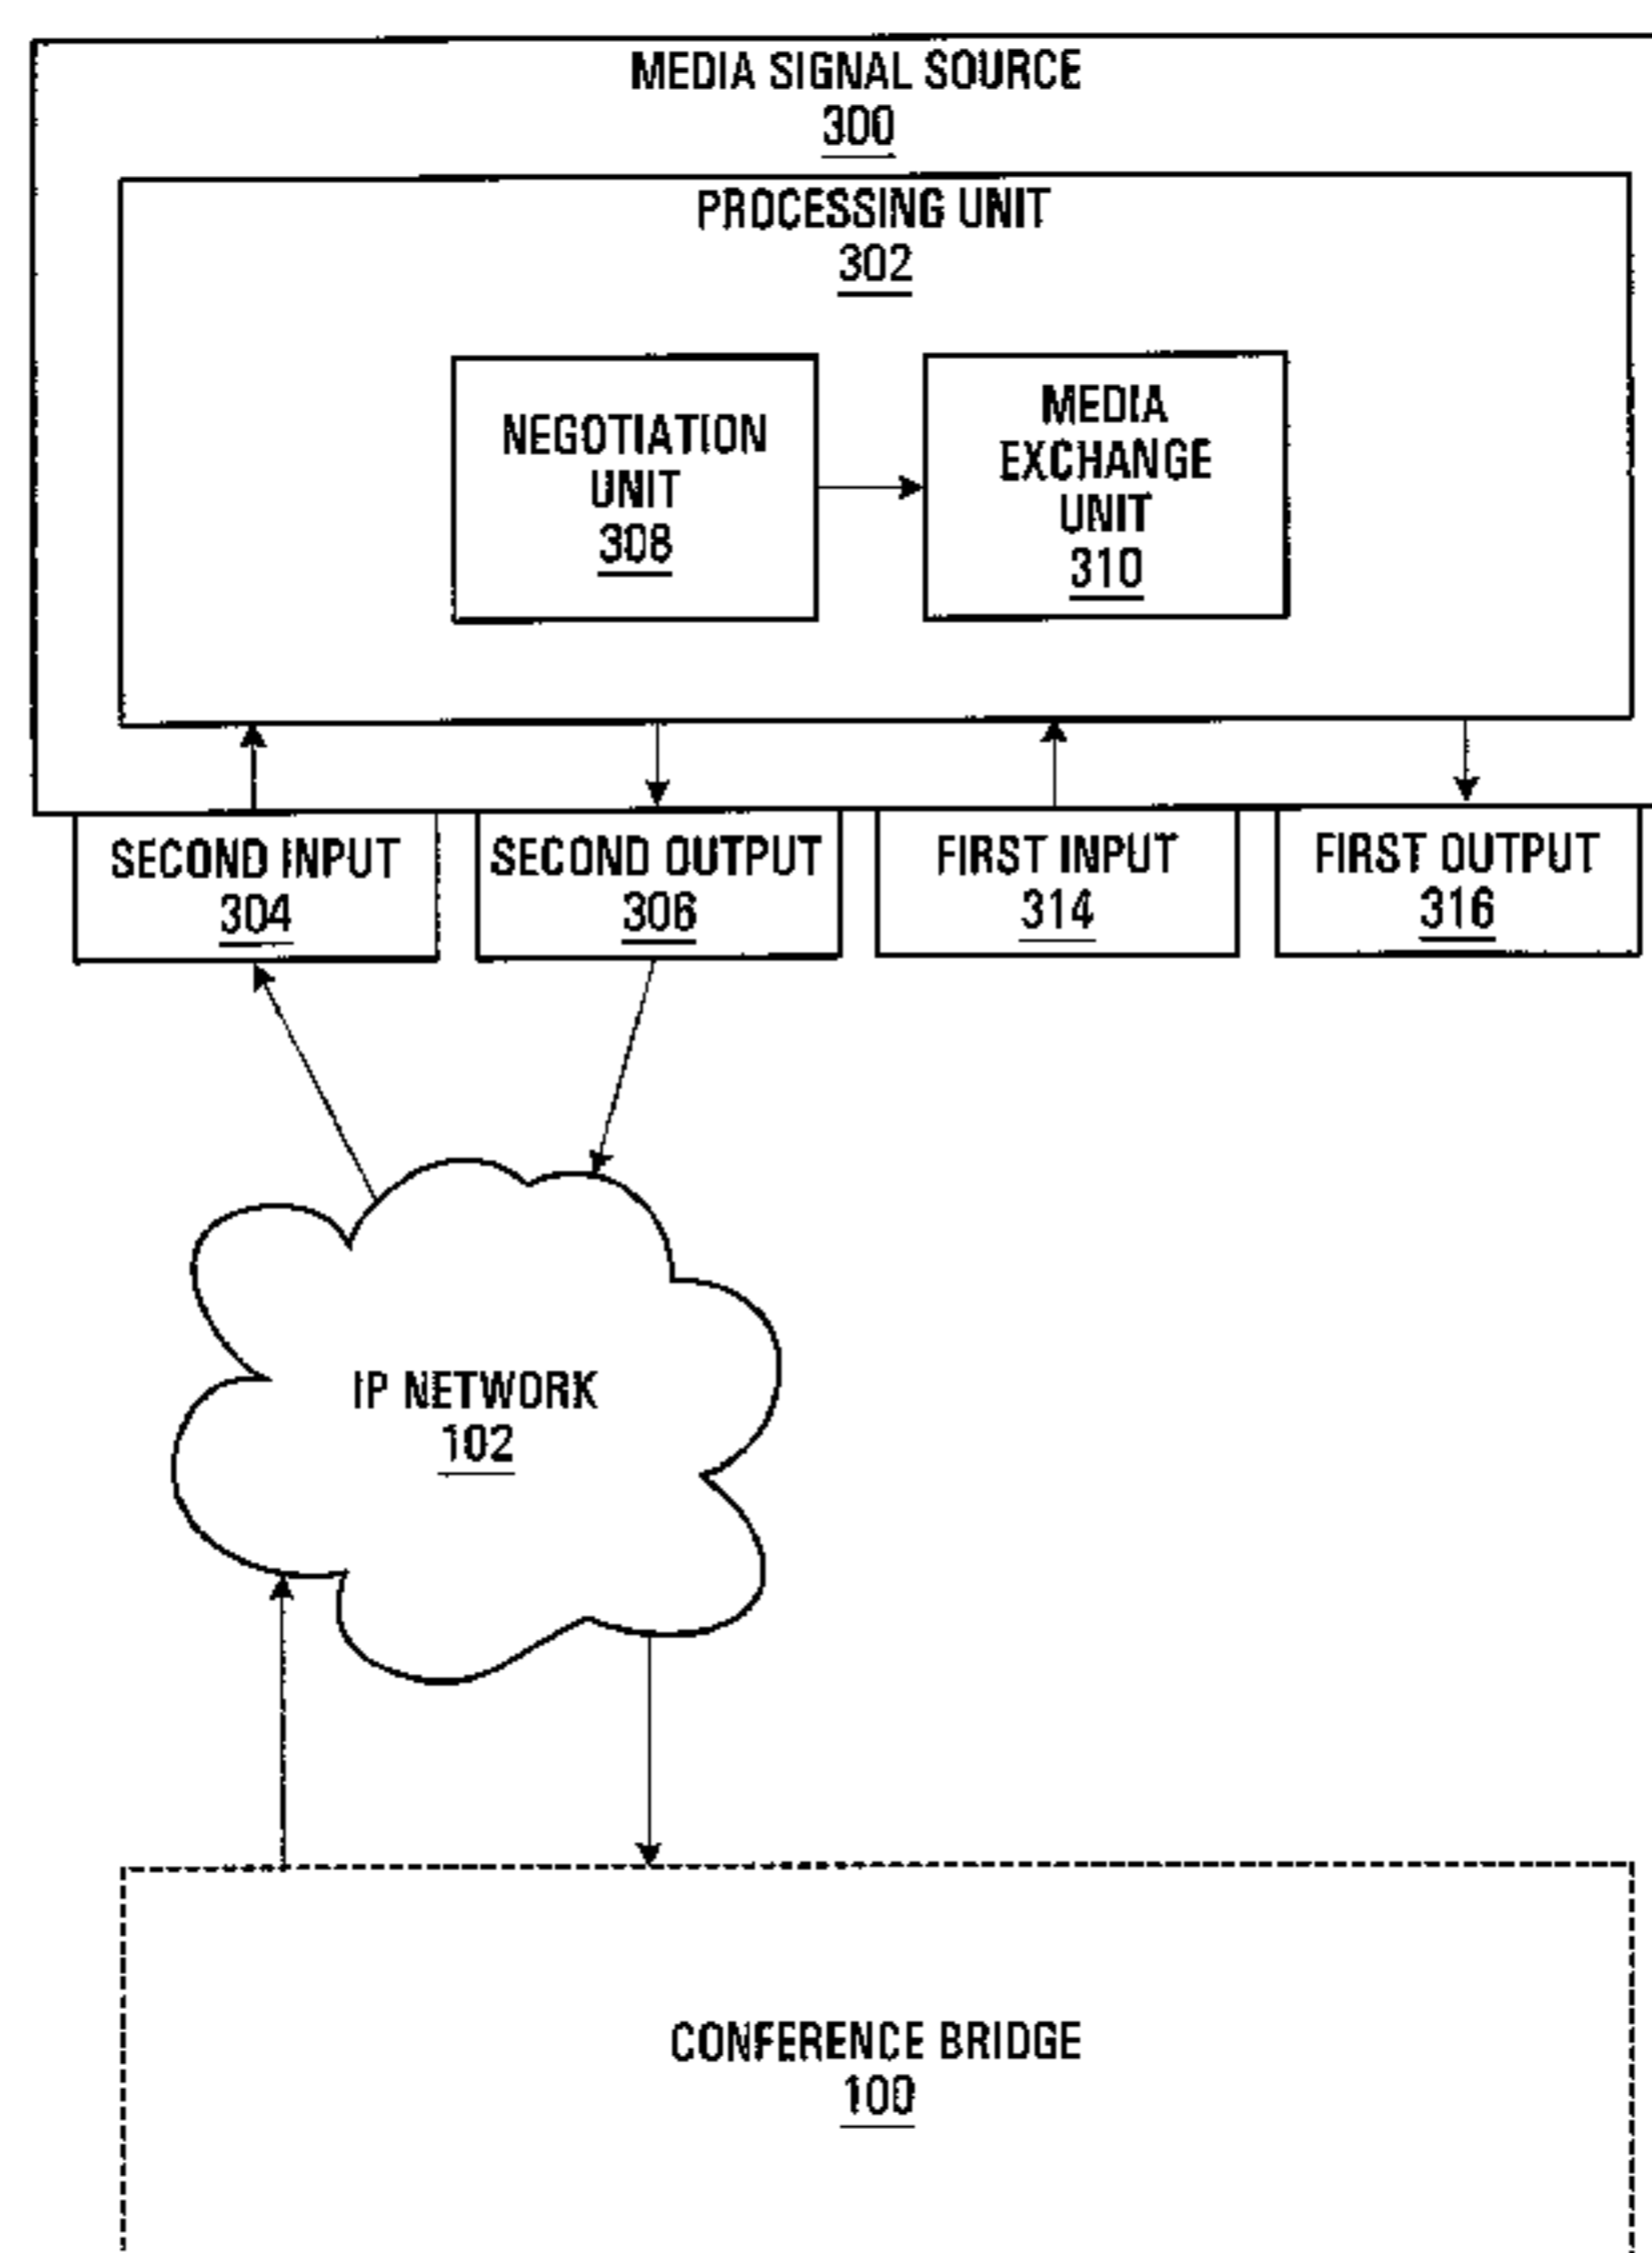 MEDIA SIGNAL SOURCE
300
PROCESSING UNIT
302
NEGOTIATION
UNIT
308
MEDIA
EXCHANGE
UNIT
310
SECOND INPUT
304
SECOND OUTPUT
306
FIRST INPUT
314
FIRST OUTPUT
316
IP NETWORK
102
CONFERENCE BRIDGE
100